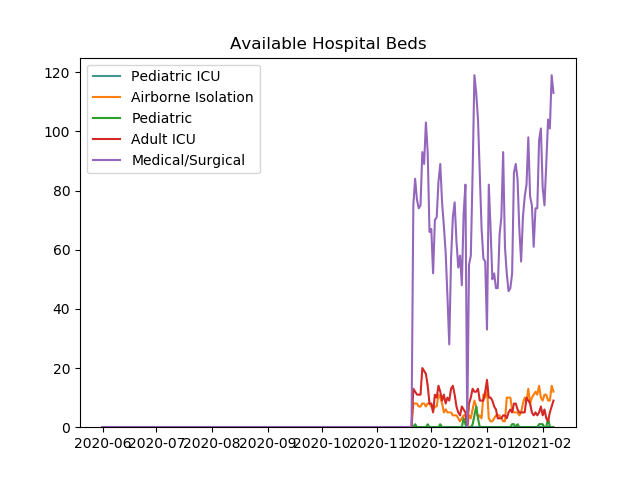 Available Hospital Beds
Pediatric ICU
Airborne Isolation
Pediatric
Adult ICU
Medical/Surgical
120
100
80
60
40
20
0
2020-06 2020-07 2020-08 2020-09 2020-10 2020-11 2020-12 2021-01 2021-02